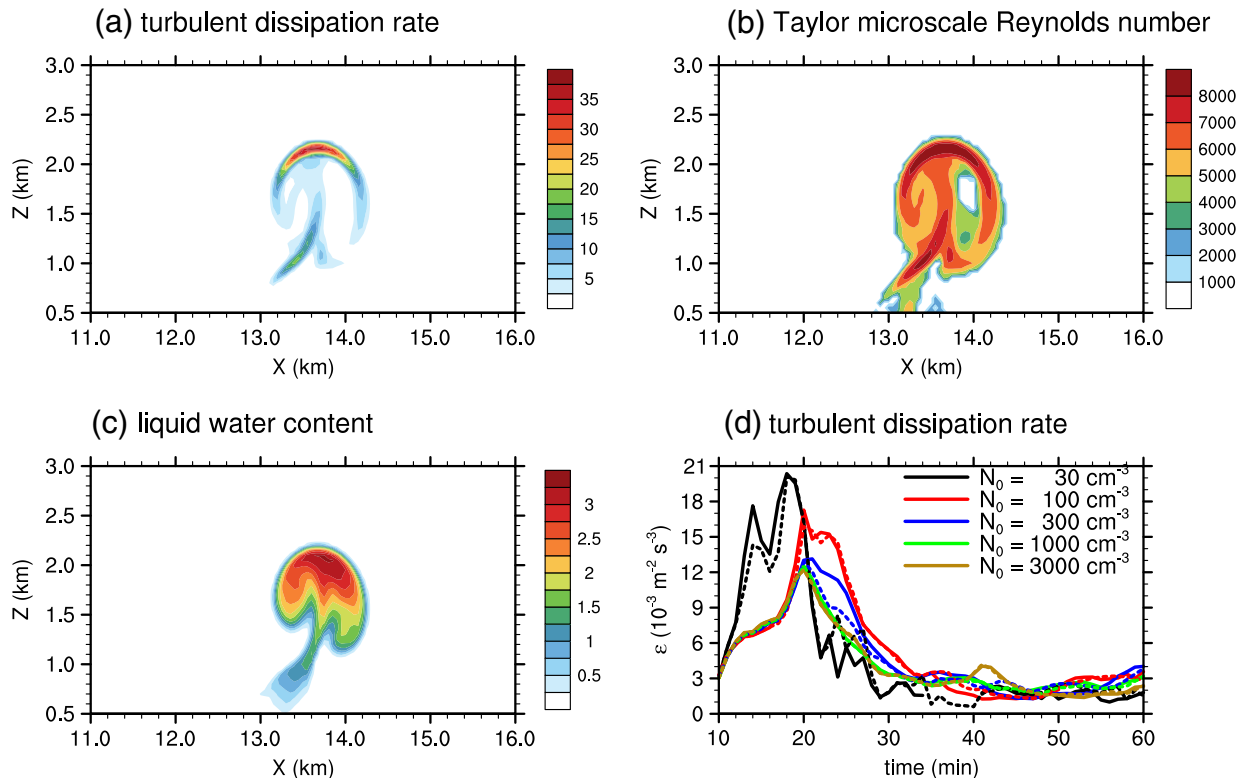 (a) turbulent dissipation rate
3.0
2.5
2.0
1.5
1.0
0.5
Z (km)
11.0 12.0 13.0 14.0 15.0 16.0
X (km)
35
30
25
20
15
10
5
(b) Taylor microscale Reynolds number
3.0
2.5
2.0
1.5
1.0
0.5
Z (km)
11.0 12.0 13.0 14.0 15.0 16.0
X (km)
8000
7000
6000
5000
4000
3000
2000
1000
(c) liquid water content
3.0
2.5
2.0
1.5
1.0
0.5
Z (km)
11.0 12.0 13.0 14.0 15.0 16.0
X (km)
3
2.5
2
1.5
1
0.5
(d) turbulent dissipation rate
21
18
15
12
9
6
3
0
ε (10⁻³ m⁻² s⁻³)
N₀ = 30 cm⁻³
N₀ = 100 cm⁻³
N₀ = 300 cm⁻³
N₀ = 1000 cm⁻³
N₀ = 3000 cm⁻³
10 20 30 40 50 60
time (min)